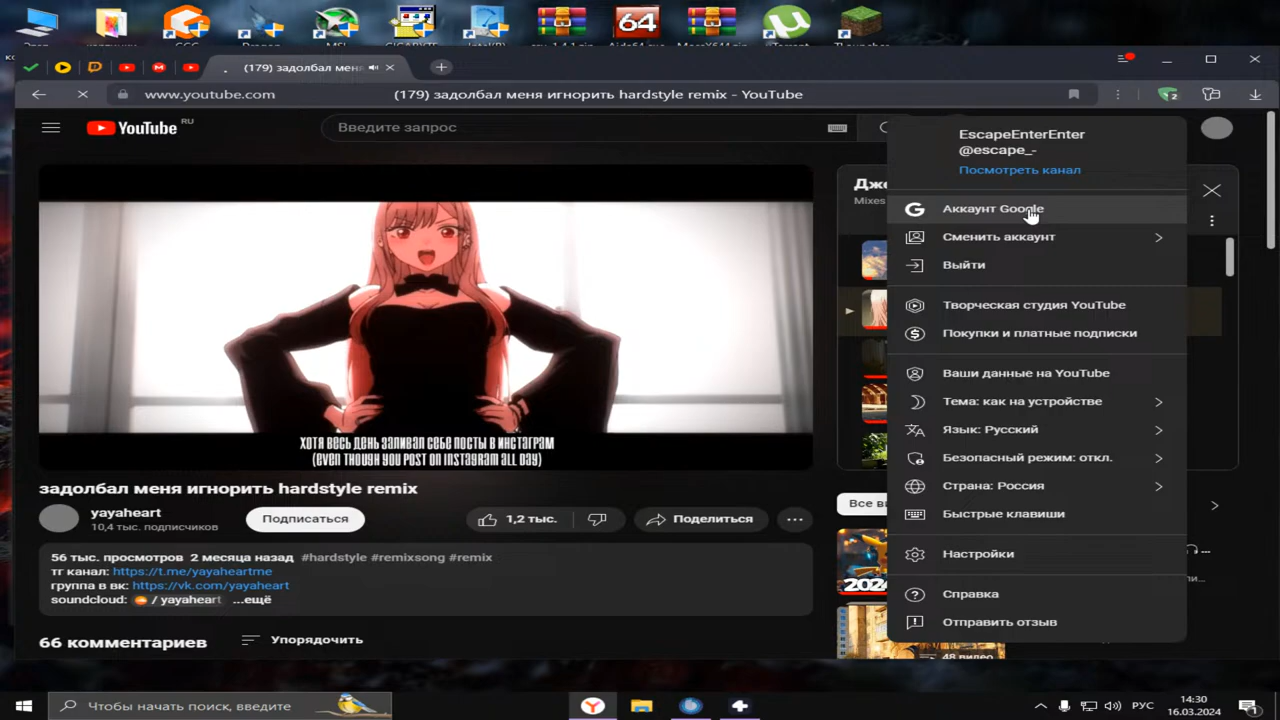 64
(179) задолбал меня
www.youtube.com
(179) задолбал меня игнорить hardstyle remix - YouTube
2
YouTube
RU
Введите запрос
EscapeEnterEnter
@escape_-
Посмотреть канал
Аккаунт Google
Сменить аккаунт
Выйти
Творческая студия YouTube
Покупки и платные подписки
Ваши данные на YouTube
Тема: как на устройстве
Язык: Русский
Безопасный режим: откл.
Страна: Россия
Быстрые клавиши
Настройки
Справка
Отправить отзыв
Mixes
ХОТЯ ВЕСЬ ДЕНЬ ЗАЛИВАЛ СЕБЕ ПОСТЫ В ИНСТАГРАМ
(EVEN THOUGH YOU POST ON INSTAGRAM ALL DAY)
задолбал меня игнорить hardstyle remix
yayaheart
10,4 тыс. подписчиков
Подписаться
1,2 тыс.
Поделиться
56 тыс. просмотров 2 месяца назад #hardstyle #remixsong #remix
тг канал: https://t.me/yayaheartme
группа в вк: https://vk.com/yayaheart
soundcloud: / yayaheart ...ещё
66 комментариев
Упорядочить
Все
2024
48 видео
Чтобы начать поиск, введите
РУС
14:30
16.03.2024
1